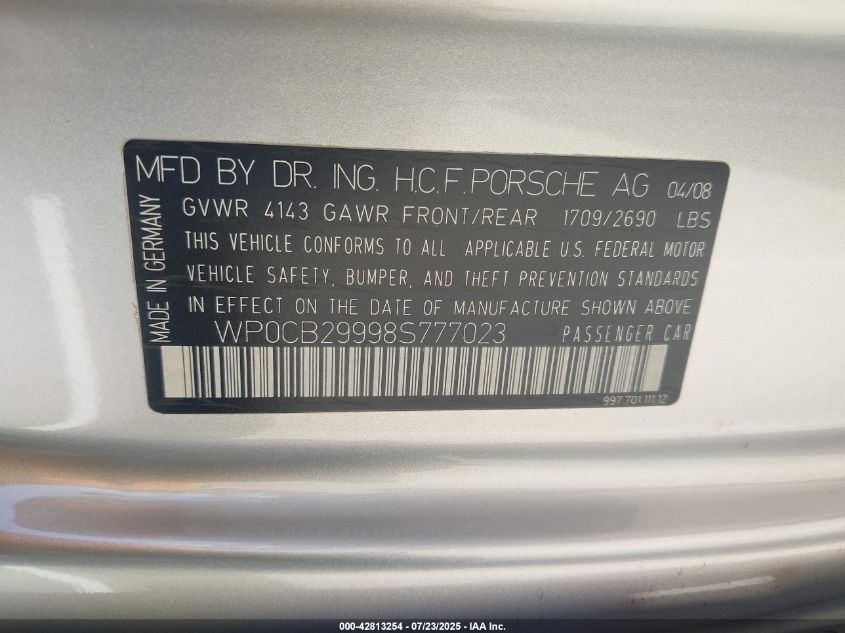 MFD BY DR. ING. H.C.F. PORSCHE AG 04/08
GVWR 4143 GAWR FRONT/REAR 1709/2690 LBS
THIS VEHICLE CONFORMS TO ALL APPLICABLE U.S. FEDERAL MOTOR
VEHICLE SAFETY, BUMPER, AND THEFT PREVENTION STANDARDS
IN EFFECT ON THE DATE OF MANUFACTURE SHOWN ABOVE
WP0CB29998S777023 PASSENGER CAR
997.701.111.12
MADE IN GERMANY
000-42813254 - 07/23/2025 - IAA Inc.